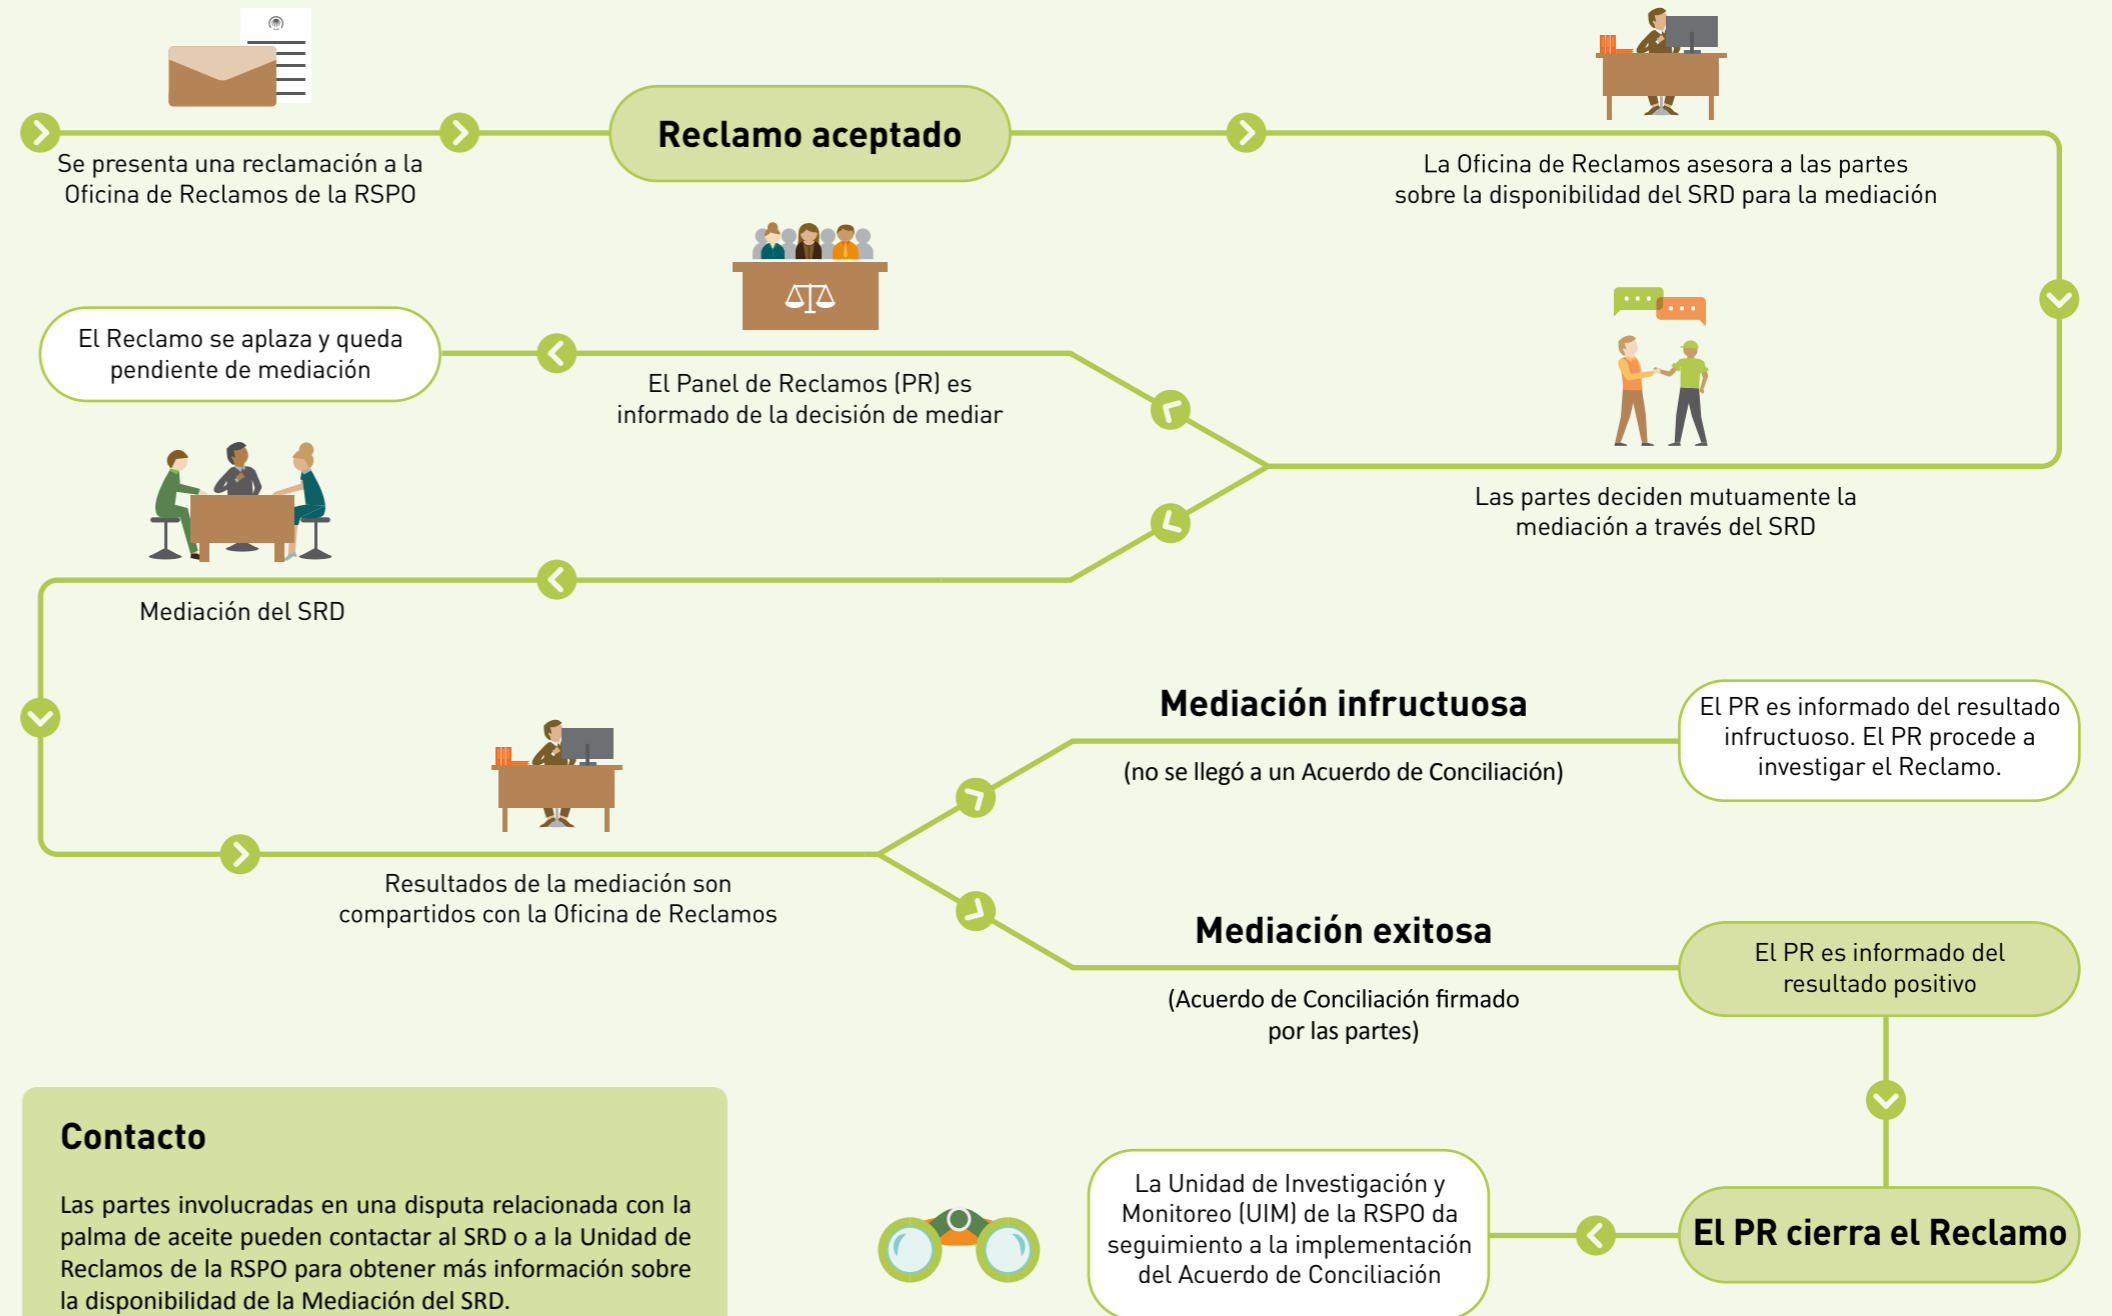 Se presenta una reclamación a la
Oficina de Reclamos de la RSPO
Reclamo aceptado
La Oficina de Reclamos asesora a las partes
sobre la disponibilidad del SRD para la mediación
Las partes deciden mutuamente la
mediación a través del SRD
El Panel de Reclamos (PR) es
informado de la decisión de mediar
El Reclamo se aplaza y queda
pendiente de mediación
Mediación del SRD
Resultados de la mediación son
compartidos con la Oficina de Reclamos
Mediación infructuosa
(no se llegó a un Acuerdo de Conciliación)
El PR es informado del resultado
infructuoso. El PR procede a
investigar el Reclamo.
Mediación exitosa
(Acuerdo de Conciliación firmado
por las partes)
El PR es informado del
resultado positivo
El PR cierra el Reclamo
La Unidad de Investigación y
Monitoreo (UIM) de la RSPO da
seguimiento a la implementación
del Acuerdo de Conciliación
Contacto
Las partes involucradas en una disputa relacionada con la
palma de aceite pueden contactar al SRD o a la Unidad de
Reclamos de la RSPO para obtener más información sobre
la disponibilidad de la Mediación del SRD.